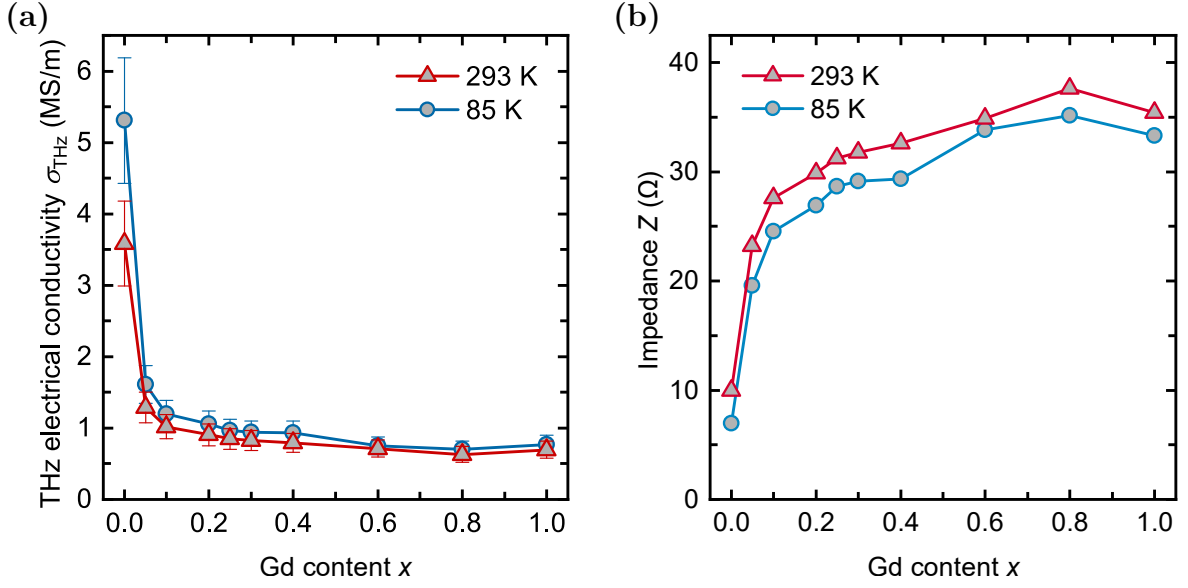 (a)
THz electrical conductivity σTHz (MS/m)
6
5
4
3
2
1
0
293 K
85 K
0.0 0.2 0.4 0.6 0.8 1.0
Gd content x
(b)
Impedance Z (Ω)
40
30
20
10
0
293 K
85 K
0.0 0.2 0.4 0.6 0.8 1.0
Gd content x